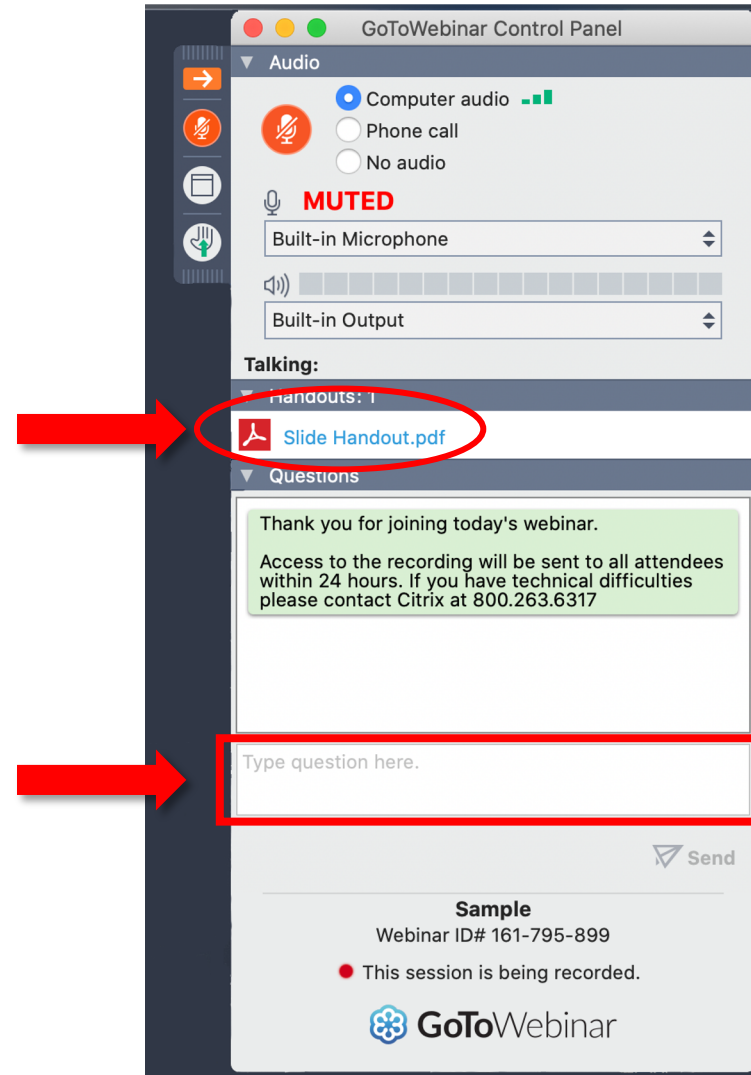 GoToWebinar Control Panel
Audio
Computer audio
Phone call
No audio
MUTED
Built-in Microphone
Built-in Output
Talking:
Handouts: 1
Slide Handout.pdf
Questions
Thank you for joining today's webinar.
Access to the recording will be sent to all attendees
within 24 hours. If you have technical difficulties
please contact Citrix at 800.263.6317
Type question here.
Send
Sample
Webinar ID# 161-795-899
This session is being recorded.
GoToWebinar